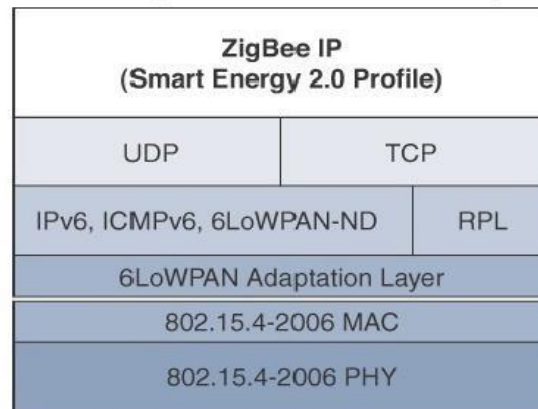 ZigBee IP
(Smart Energy 2.0 Profile)
UDP
TCP
IPv6, ICMPv6, 6LoWPAN-ND
RPL
6LoWPAN Adaptation Layer
802.15.4-2006 MAC
802.15.4-2006 PHY